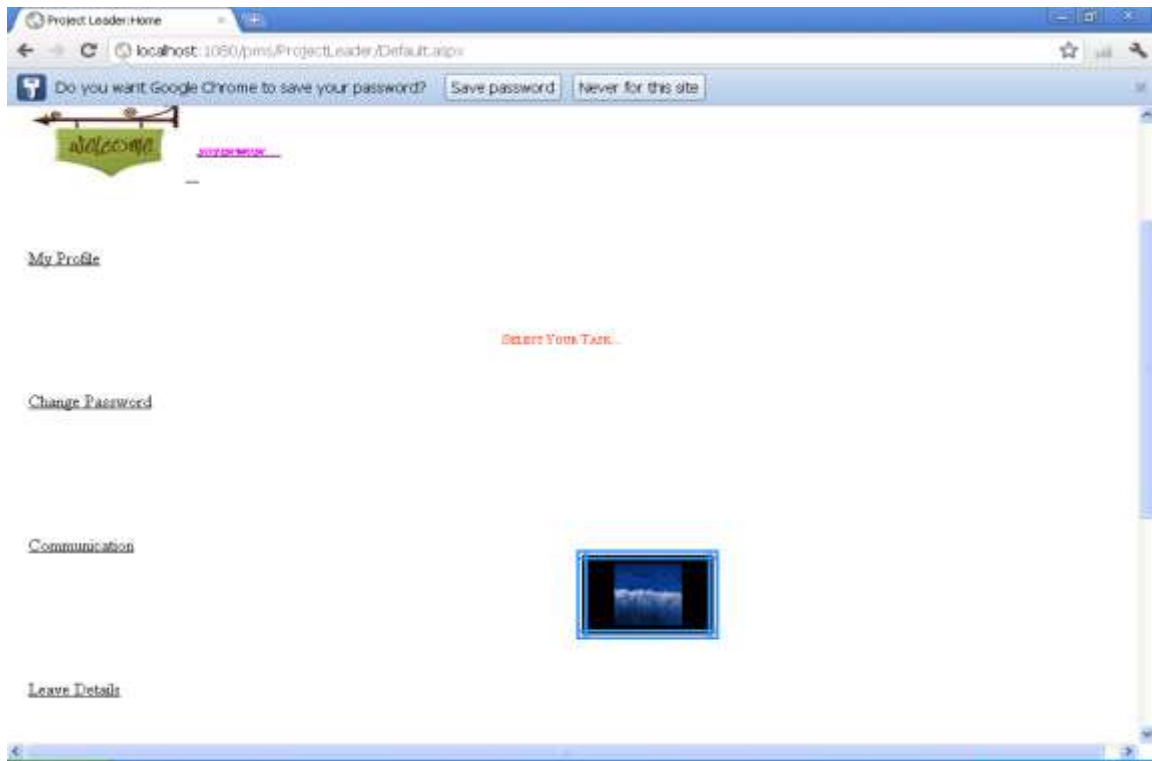 Project Leader:Home
localhost:1080/pms/ProjectLeader/Default.aspx
Do you want Google Chrome to save your password? Save password Never for this site
welcome
My Profile
SELECT YOUR TASK...
Change Password
Communication
Leave Details